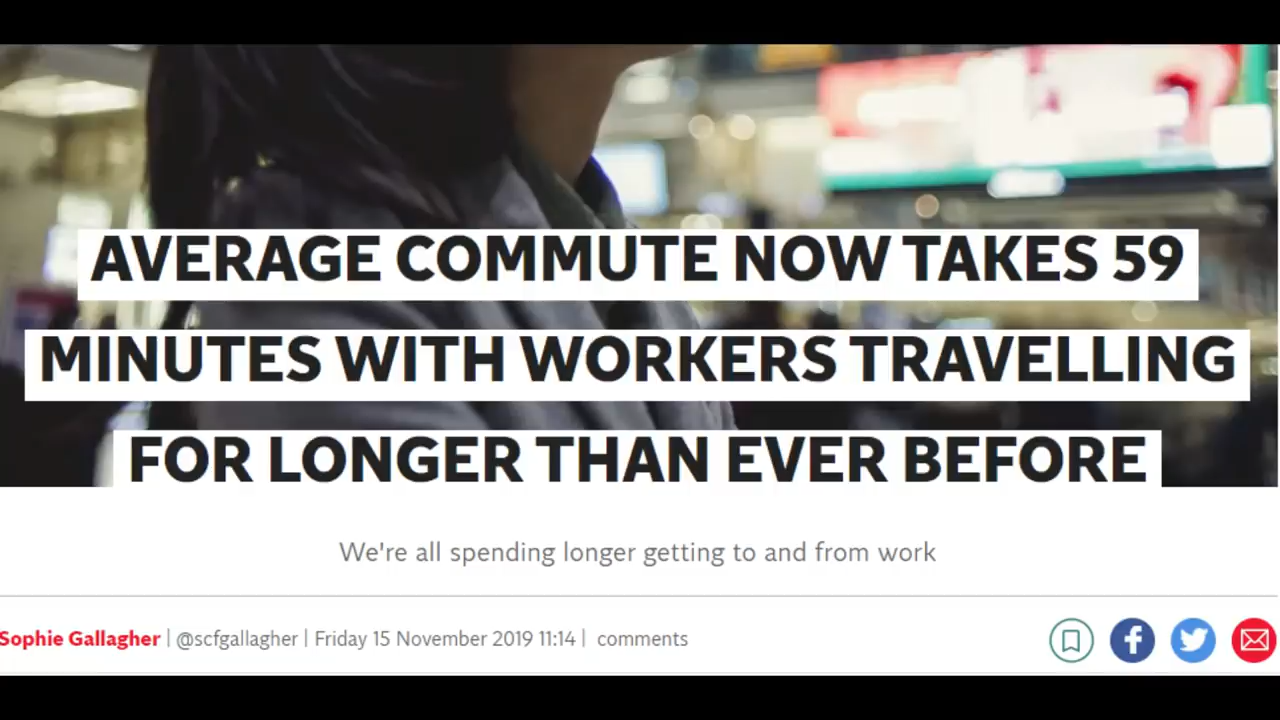 AVERAGE COMMUTE NOW TAKES 59
MINUTES WITH WORKERS TRAVELLING
FOR LONGER THAN EVER BEFORE
We're all spending longer getting to and from work
Sophie Gallagher | @scfgallagher | Friday 15 November 2019 11:14 | comments